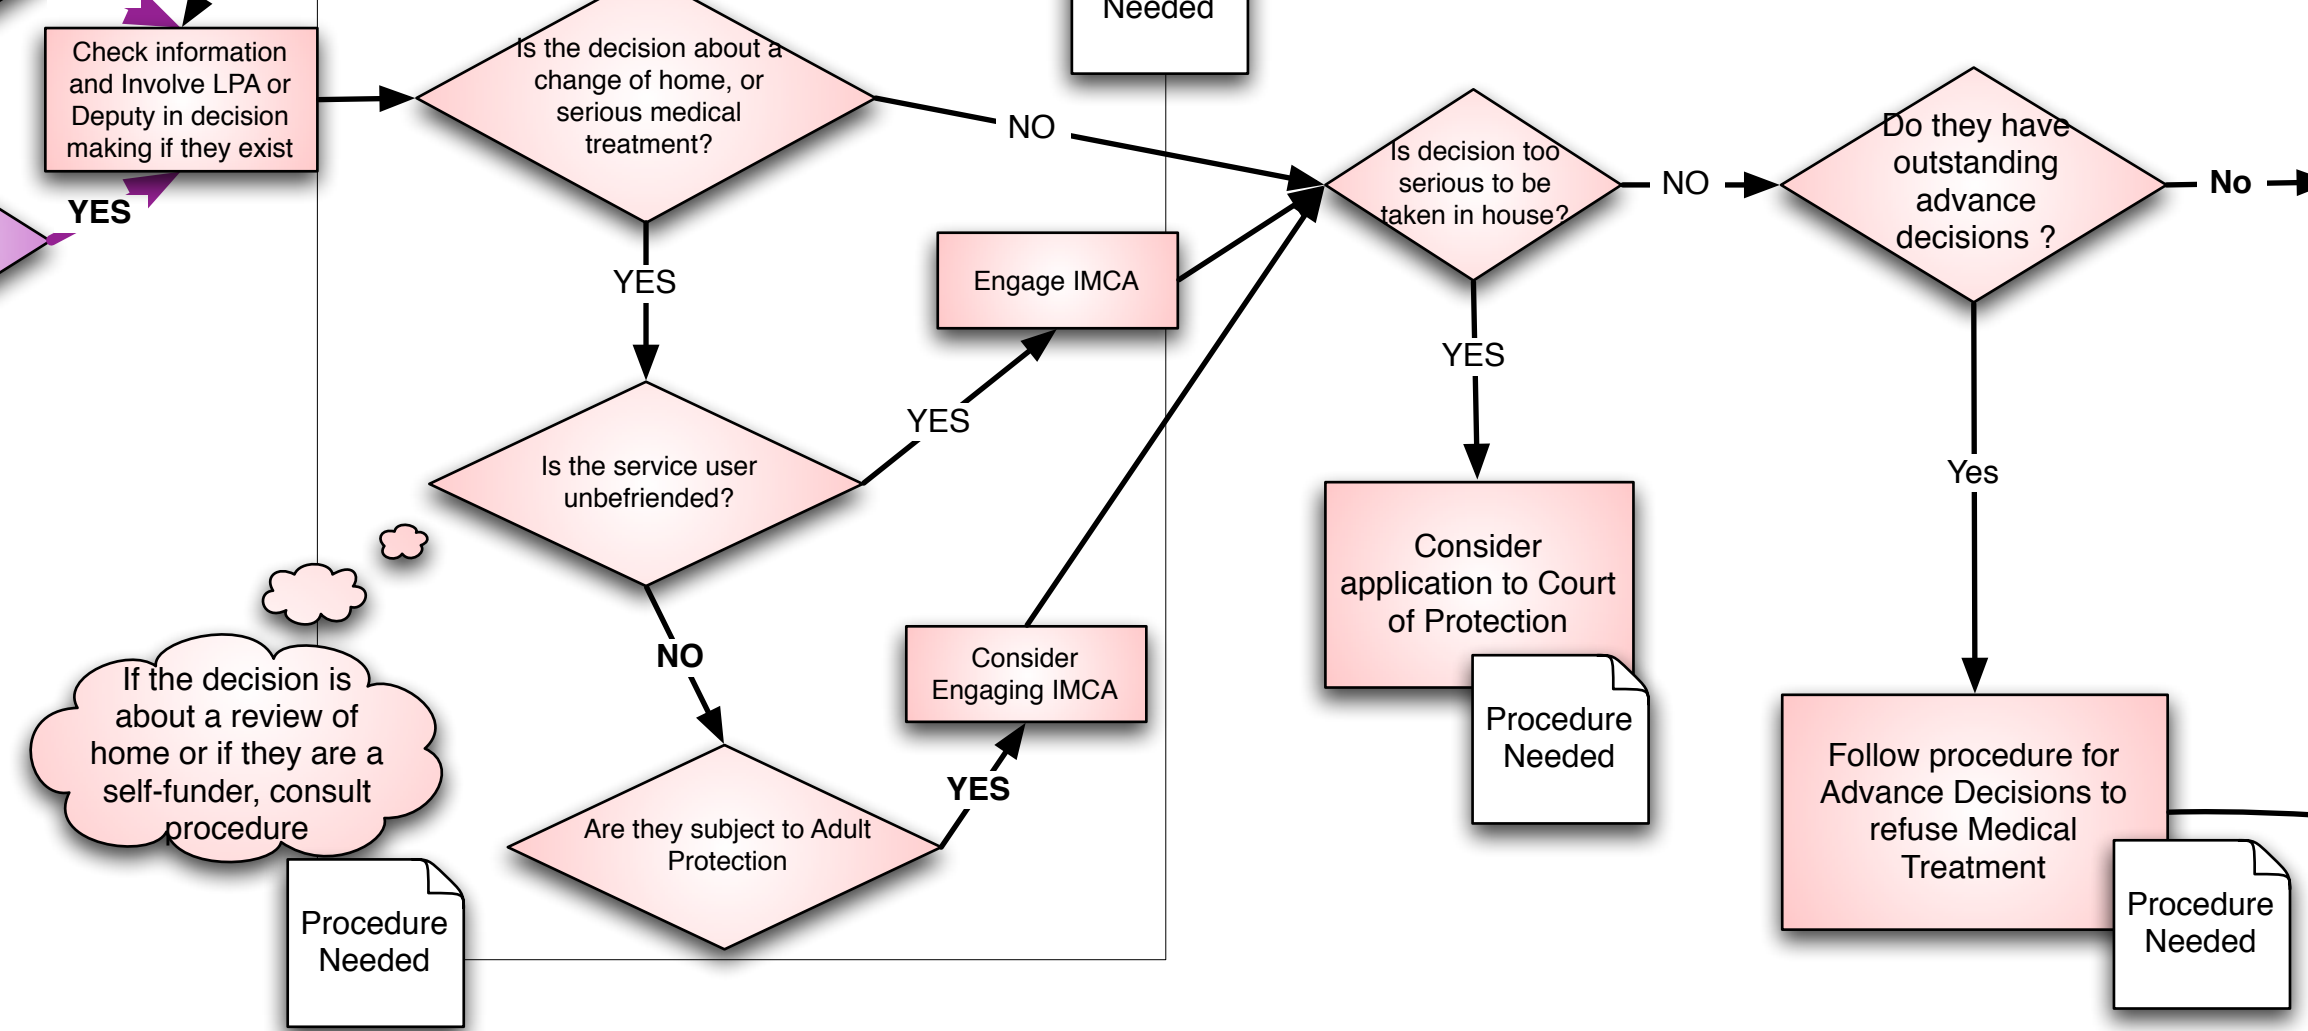 Needed
Check information
and Involve LPA or
Deputy in decision
making if they exist
YES
Is the decision about a
change of home, or
serious medical
treatment?
NO
YES
Engage IMCA
Is the service user
unbefriended?
YES
NO
If the decision is
about a review of
home or if they are a
self-funder, consult
procedure
Procedure
Needed
Are they subject to Adult
Protection
YES
Consider
Engaging IMCA
Is decision too
serious to be
taken in house?
NO
YES
Consider
application to Court
of Protection
Procedure
Needed
Do they have
outstanding
advance
decisions ?
No
Yes
Follow procedure for
Advance Decisions to
refuse Medical
Treatment
Procedure
Needed